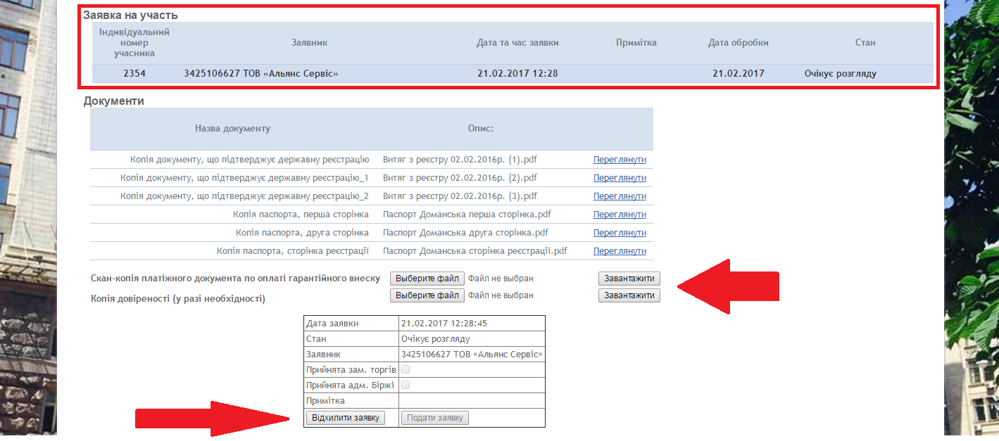 Заявка на участь
Індивідуальний номер учасника Заявник Дата та час заявки Примітка Дата обробки Стан
2354 3425106627 ТОВ «Альянс Сервіс» 21.02.2017 12:28 21.02.2017 Очікує розгляду
Документи
Назва документу Опис:
Копія документу, що підтверджує державну реєстрацію Витяг з реєстру 02.02.2016р. (1).pdf Переглянути
Копія документу, що підтверджує державну реєстрацію_1 Витяг з реєстру 02.02.2016р. (2).pdf Переглянути
Копія документу, що підтверджує державну реєстрацію_2 Витяг з реєстру 02.02.2016р. (3).pdf Переглянути
Копія паспорта, перша сторінка Паспорт Доманська перша сторінка.pdf Переглянути
Копія паспорта, друга сторінка Паспорт Доманська друга сторінка.pdf Переглянути
Копія паспорта, сторінка реєстрації Паспорт Доманська сторінка реєстрації.pdf Переглянути
Скан-копія платіжного документа по оплаті гарантійного внеску Выберите файл Файл не выбран Завантажити
Копія довіреності (у разі необхідності) Выберите файл Файл не выбран Завантажити
Дата заявки 21.02.2017 12:28:45
Стан Очікує розгляду
Заявник 3425106627 ТОВ «Альянс Сервіс»
Прийнята зам. торгів
Прийнята адм. Біржі
Примітка
Відхилити заявку Подати заявку